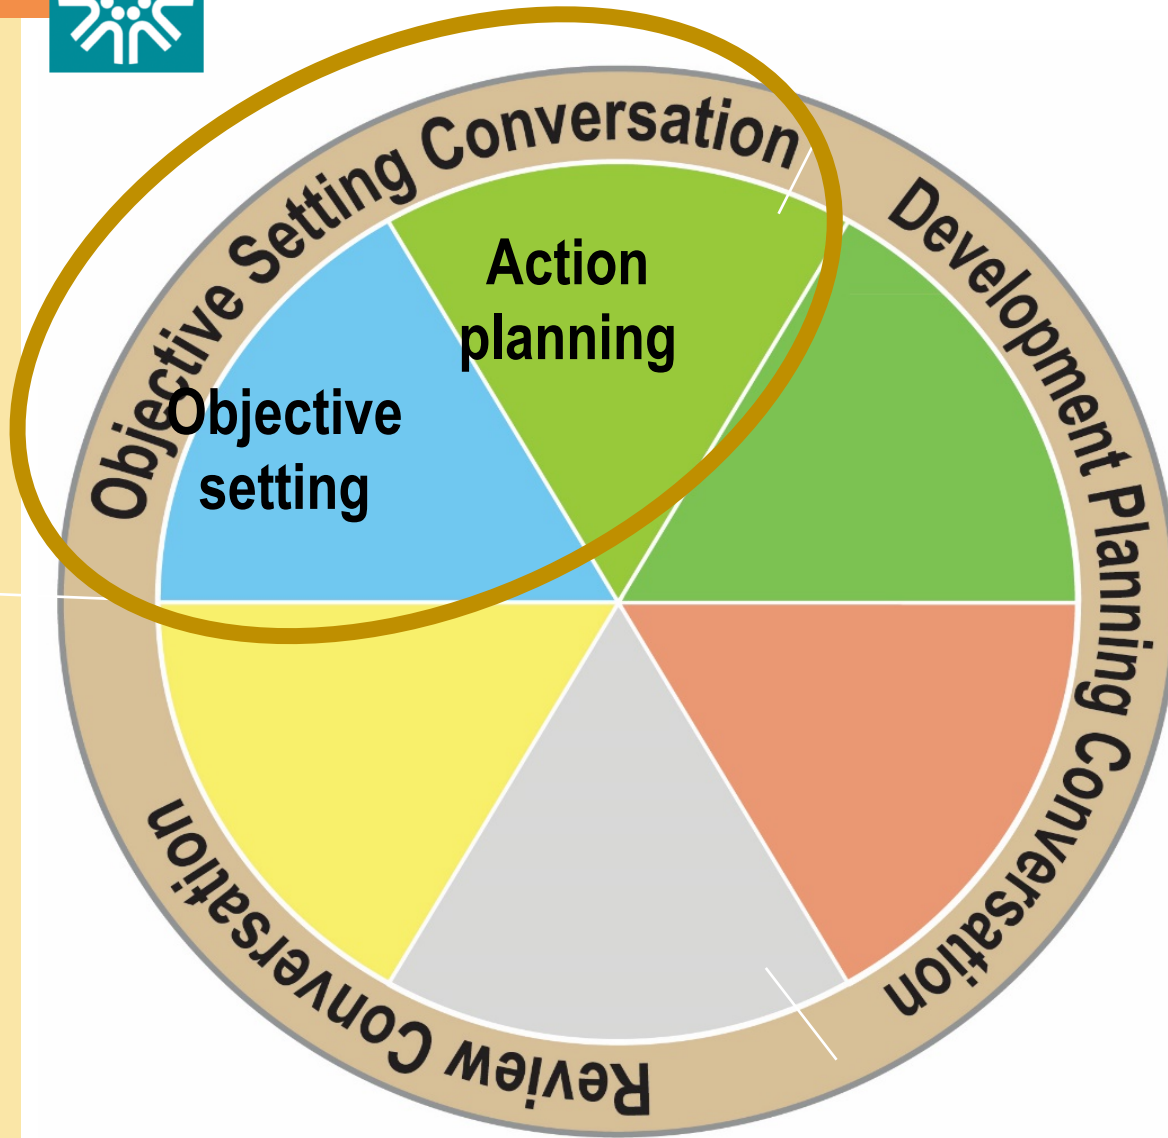 Objective Setting Conversation
Development Planning Conversation
Review Conversation
Action
planning
Objective
setting